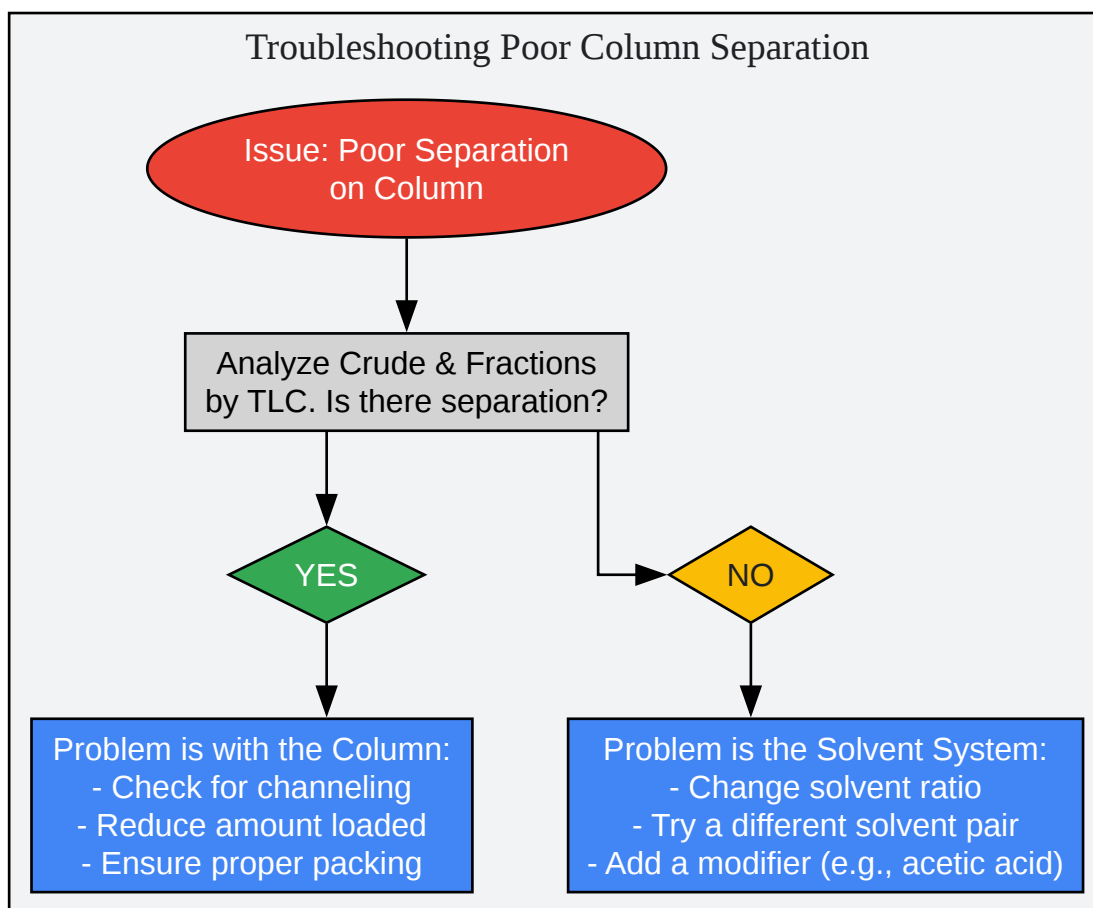 Troubleshooting Poor Column Separation
Issue: Poor Separation
on Column
Analyze Crude & Fractions
by TLC. Is there separation?
YES
NO
Problem is with the Column:
- Check for channeling
- Reduce amount loaded
- Ensure proper packing
Problem is the Solvent System:
- Change solvent ratio
- Try a different solvent pair
- Add a modifier (e.g., acetic acid)